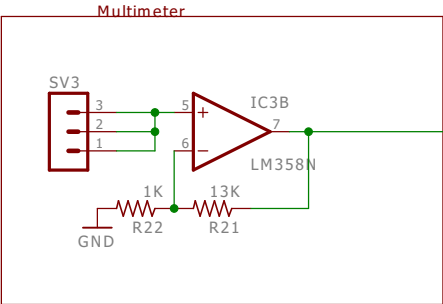 Multimeter
SV3
3
2
1
5
+
6
−
7
IC3B
LM358N
1K
13K
R22
R21
GND